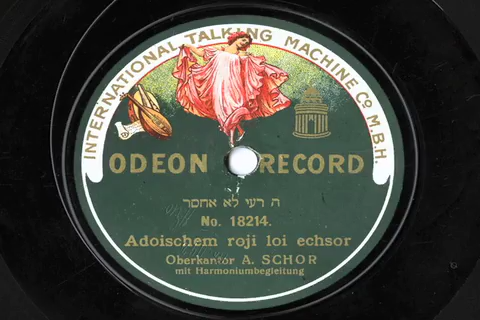 INTERNATIONAL TALKING MACHINE Co M.B.H.
ODEON RECORD
ה רעי לא אחסר
No. 18214.
Adoischem roji loi echsor
Oberkantor A. SCHOR
mit Harmoniumbegleitung